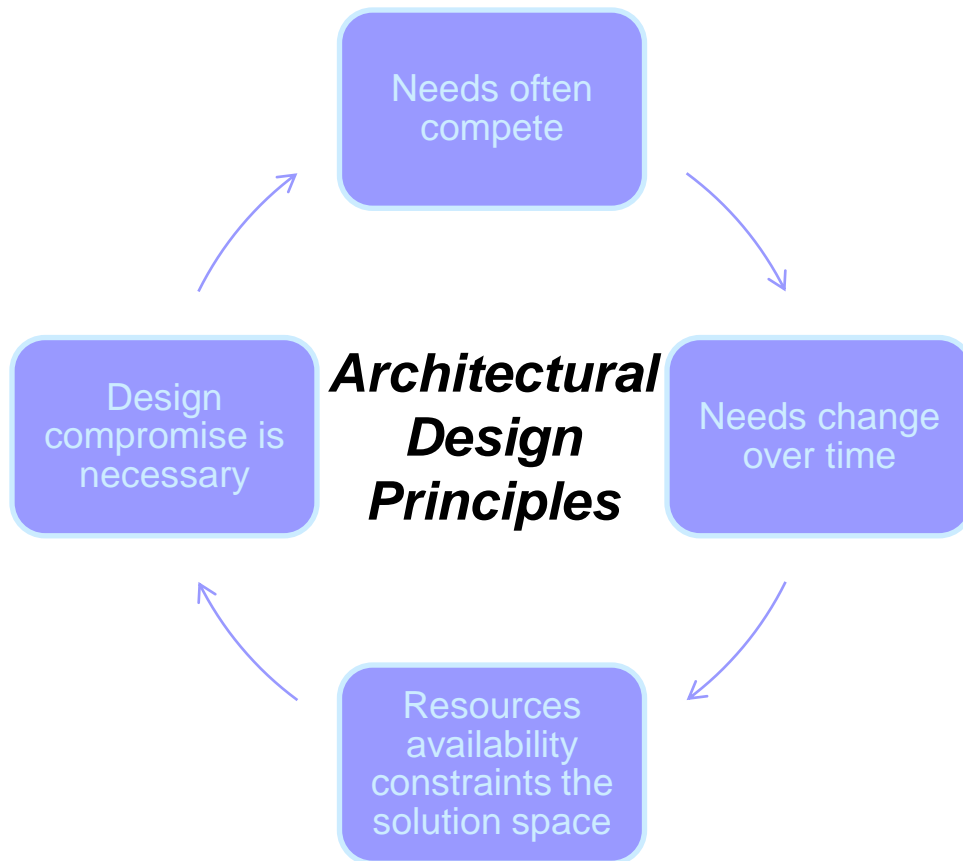 Needs often
compete
Architectural
Design
Principles
Needs change
over time
Resources
availability
constraints the
solution space
Design
compromise is
necessary